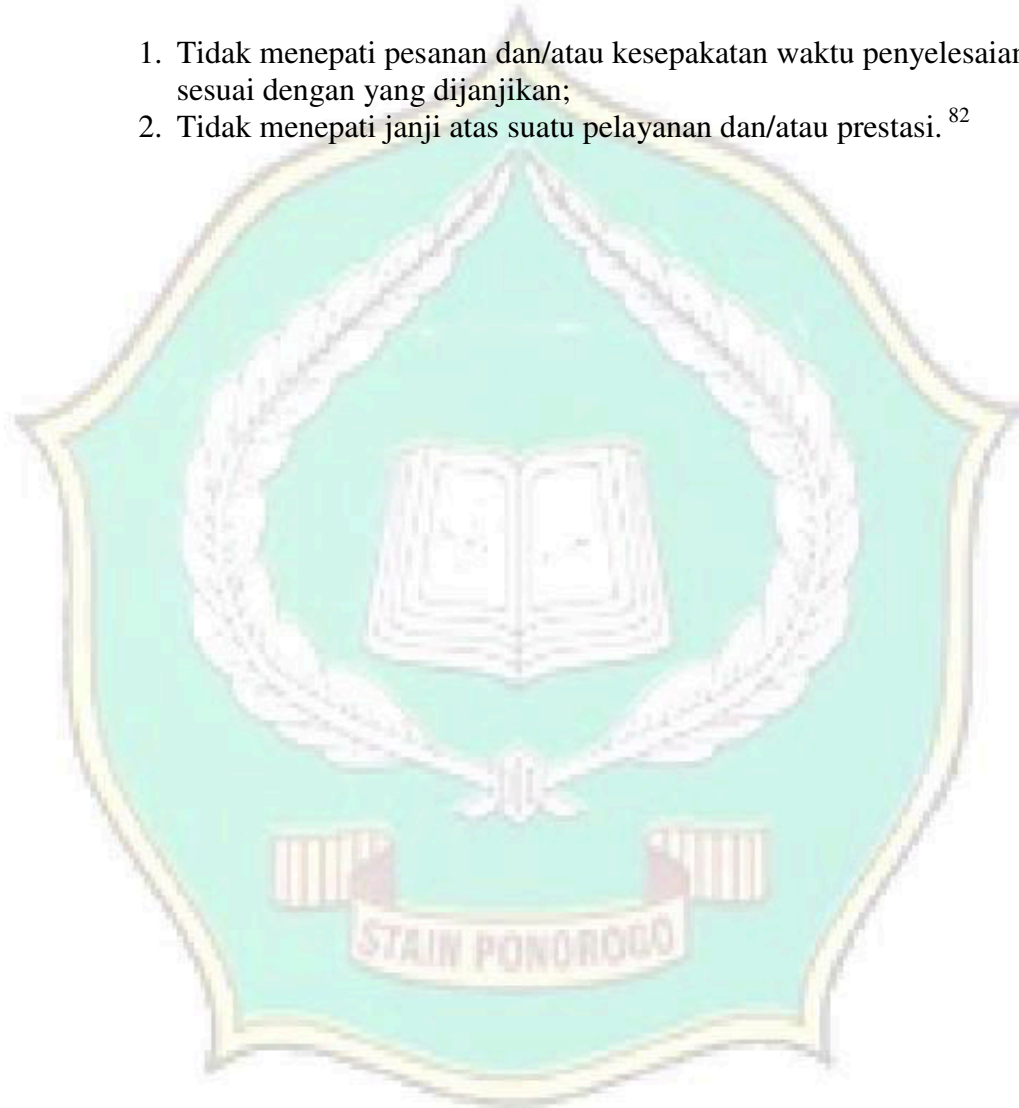 1. Tidak menepati pesanan dan/atau kesepakatan waktu penyelesaian
sesuai dengan yang dijanjikan;
2. Tidak menepati janji atas suatu pelayanan dan/atau prestasi. 82
STAIN PONOROGO